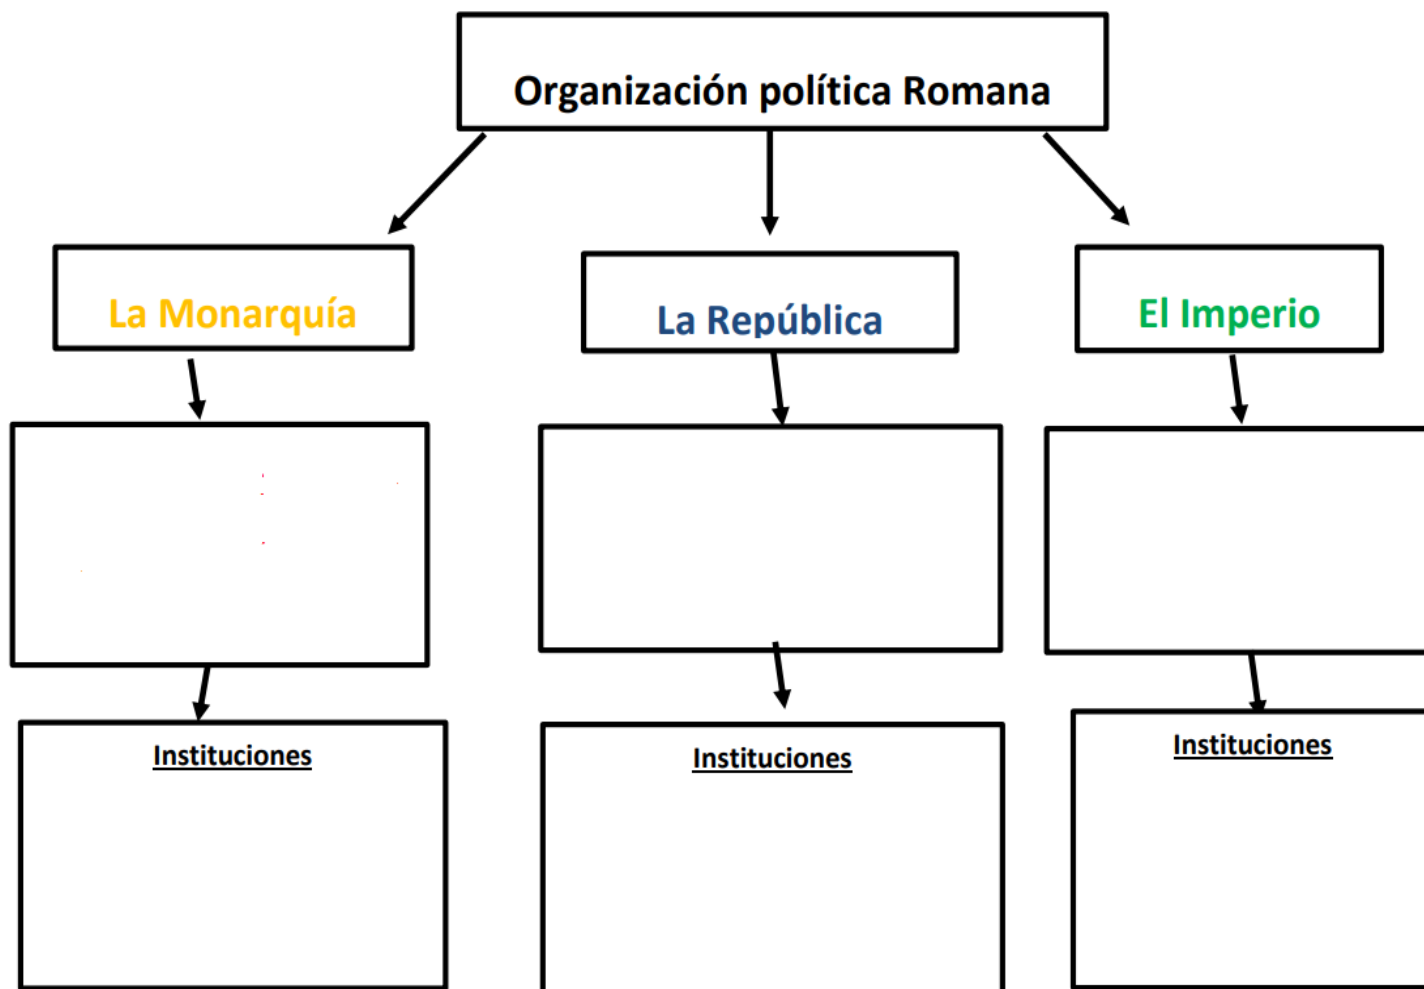 Organización política Romana
La Monarquía
La República
El Imperio
Instituciones
Instituciones
Instituciones